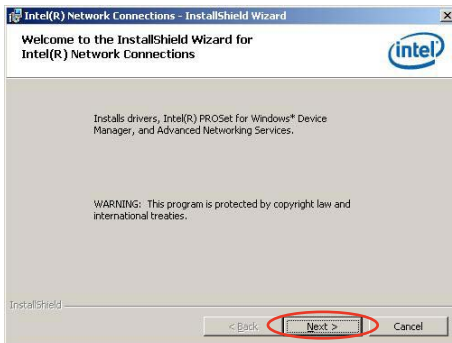 Intel(R) Network Connections - InstallShield Wizard
Welcome to the InstallShield Wizard for
Intel(R) Network Connections
intel
Installs drivers, Intel(R) PROSet for Windows* Device
Manager, and Advanced Networking Services.
WARNING: This program is protected by copyright law and
international treaties.
InstallShield
< Back Next > Cancel